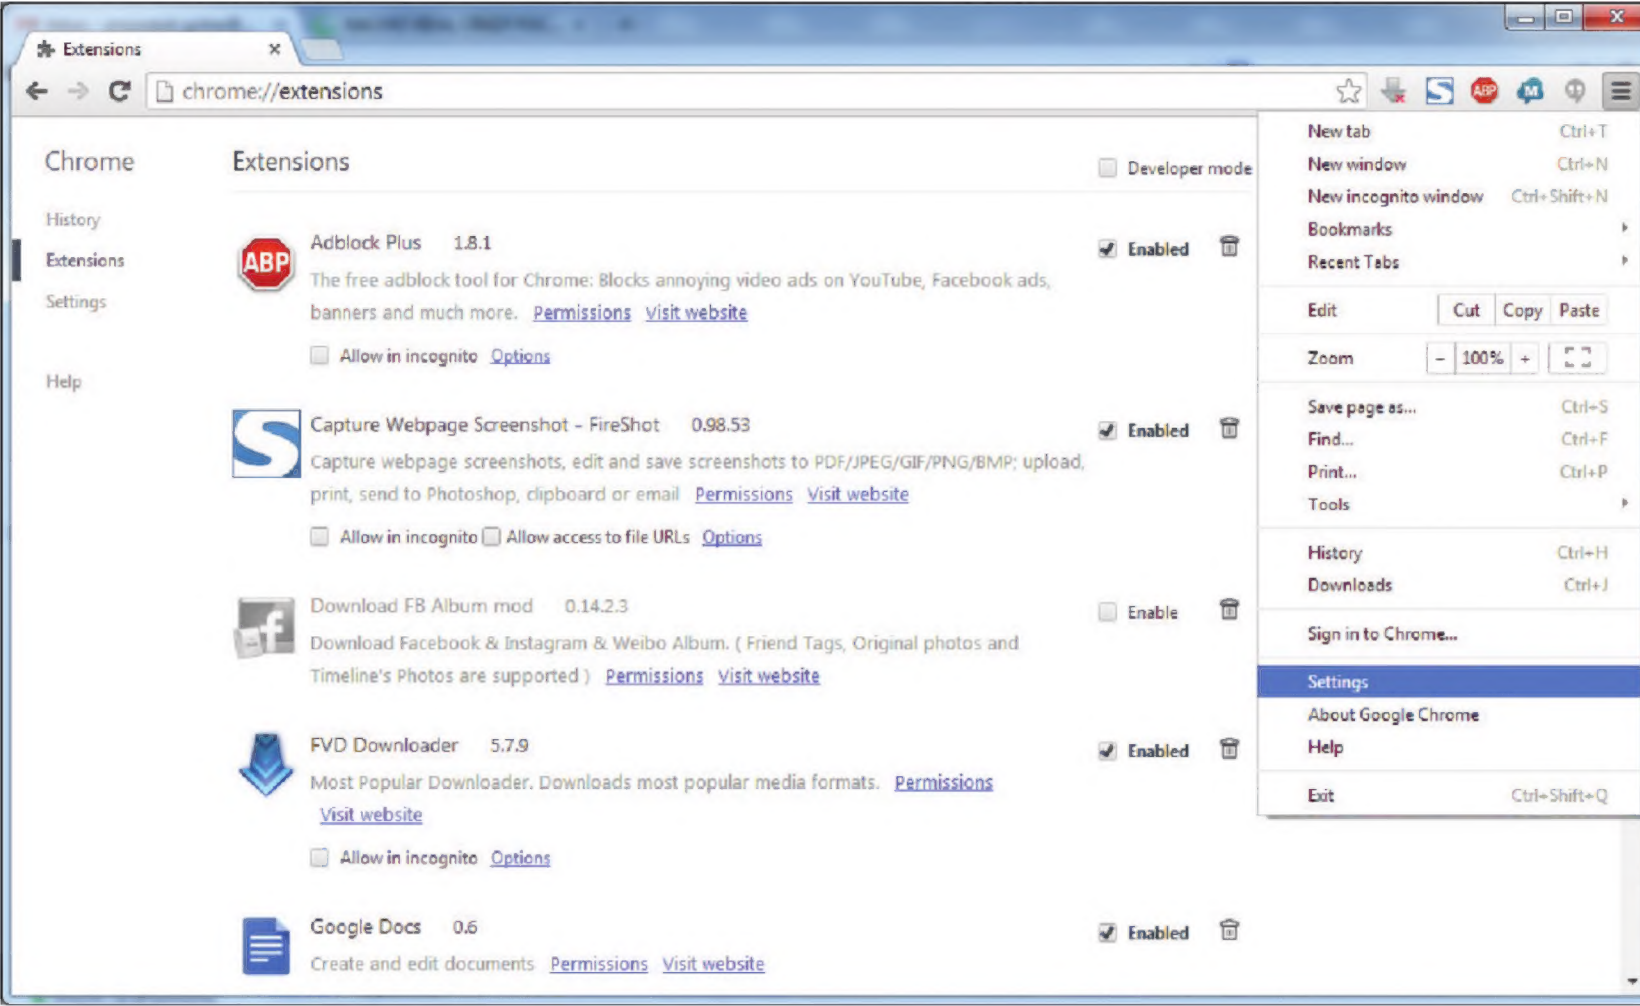 Extensions
chrome://extensions
ABP
M
Chrome
History
Extensions
Settings
Help
Extensions
Developer mode
ABP
Adblock Plus 1.8.1
Enabled
The free adblock tool for Chrome: Blocks annoying video ads on YouTube, Facebook ads,
banners and much more. Permissions Visit website
Allow in incognito Options
S
Capture Webpage Screenshot - FireShot 0.98.53
Enabled
Capture webpage screenshots, edit and save screenshots to PDF/JPEG/GIF/PNG/BMP; upload,
print, send to Photoshop, clipboard or email Permissions Visit website
Allow in incognito Allow access to file URLs Options
Download FB Album mod 0.14.2.3
Enable
Download Facebook & Instagram & Weibo Album. ( Friend Tags, Original photos and
Timeline's Photos are supported ) Permissions Visit website
FVD Downloader 5.7.9
Enabled
Most Popular Downloader. Downloads most popular media formats. Permissions
Visit website
Allow in incognito Options
Google Docs 0.6
Enabled
Create and edit documents Permissions Visit website
New tab Ctrl+T
New window Ctrl+N
New incognito window Ctrl+Shift+N
Bookmarks
Recent Tabs
Edit Cut Copy Paste
Zoom - 100% +
Save page as... Ctrl+S
Find... Ctrl+F
Print... Ctrl+P
Tools
History Ctrl+H
Downloads Ctrl+J
Sign in to Chrome...
Settings
About Google Chrome
Help
Exit Ctrl+Shift+Q